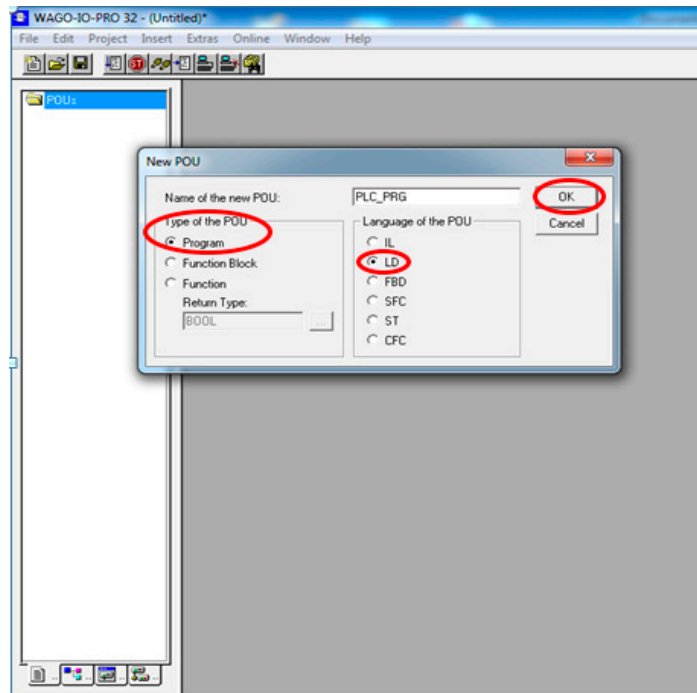 WAGO-IO-PRO 32 - (Untitled)*
File Edit Project Insert Extras Online Window Help
POUs
New POU
Name of the new POU: PLC_PRG OK
Type of the POU Language of the POU Cancel
Program IL
Function Block LD
Function FBD
Return Type: SFC
BOOL ... ST
CFC